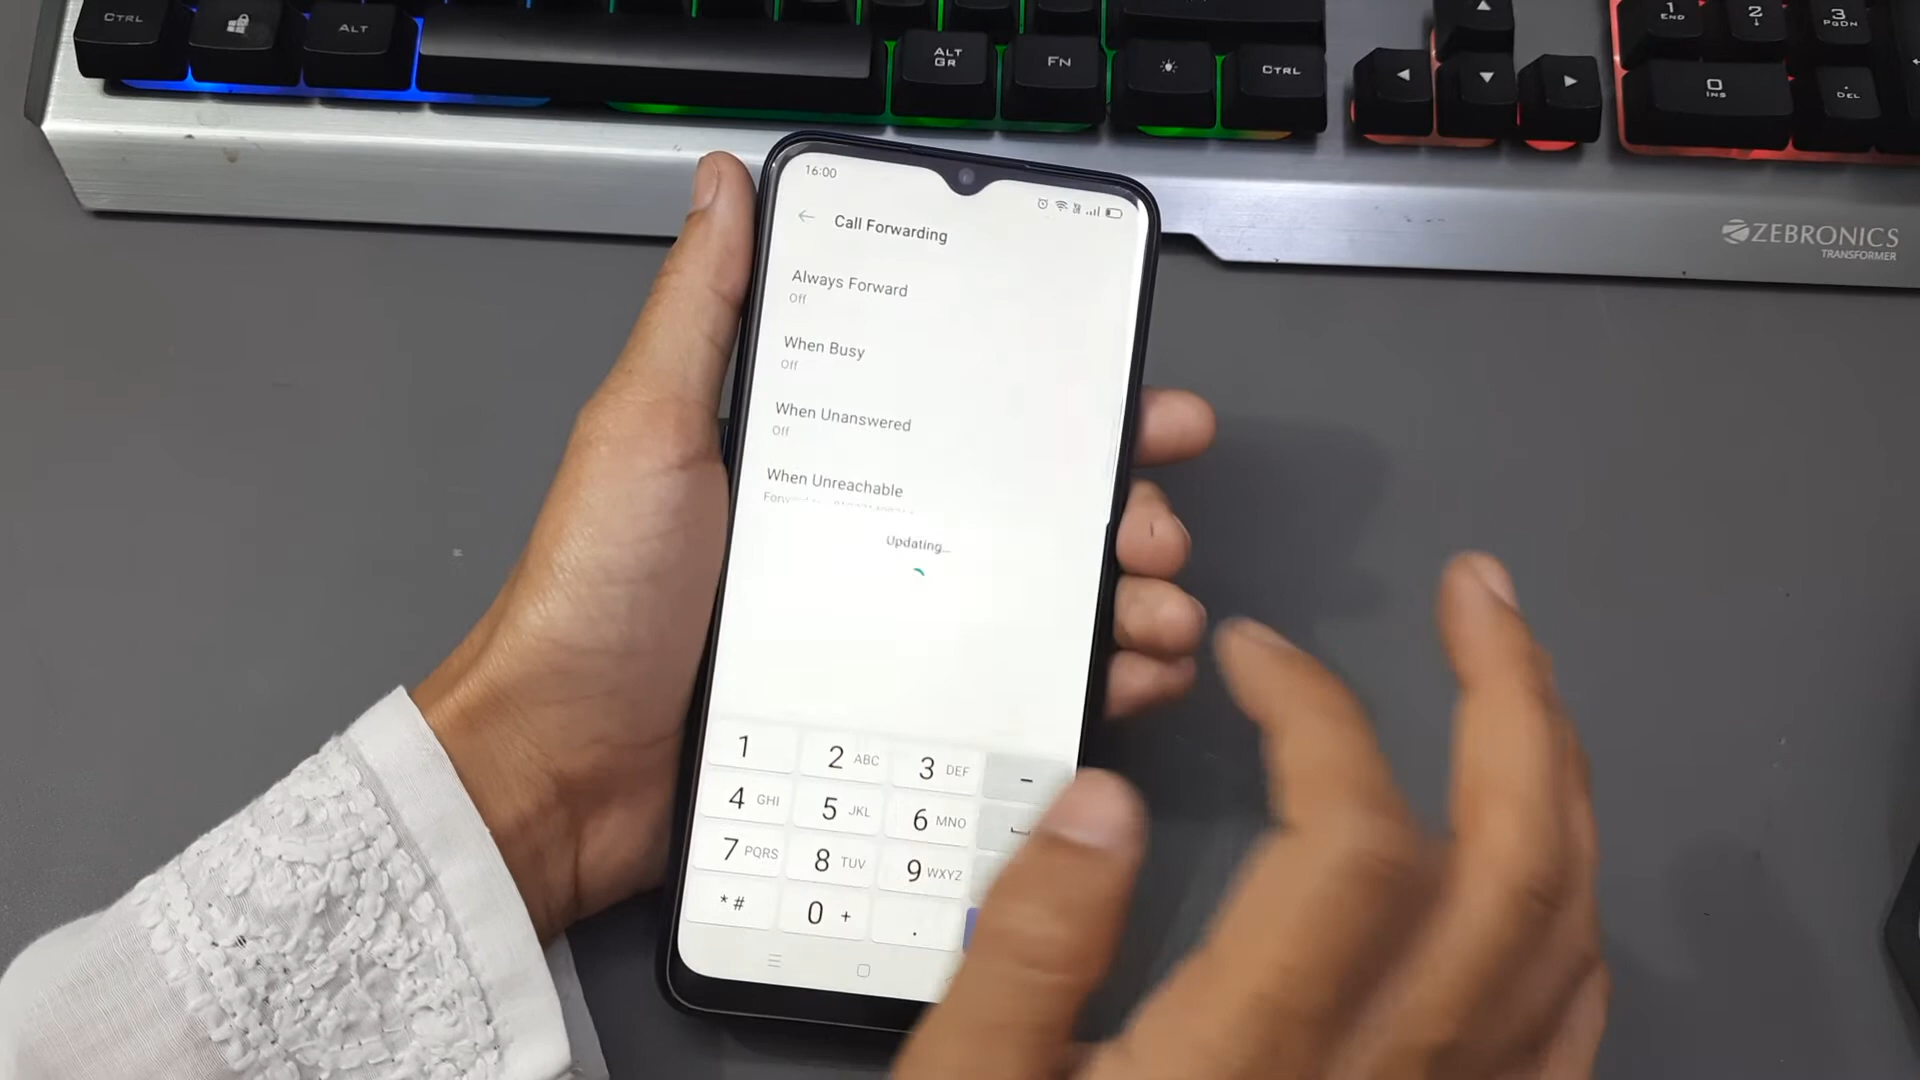 CTRL
ALT
ALT GR
FN
CTRL
1 END
2
3 PGDN
0 INS
DEL
ZEBRONICS
TRANSFORMER
16:00
Call Forwarding
Always Forward
Off
When Busy
Off
When Unanswered
Off
When Unreachable
Updating...
1
2 ABC
3 DEF
-
4 GHI
5 JKL
6 MNO
7 PQRS
8 TUV
9 WXYZ
* #
0 +
.